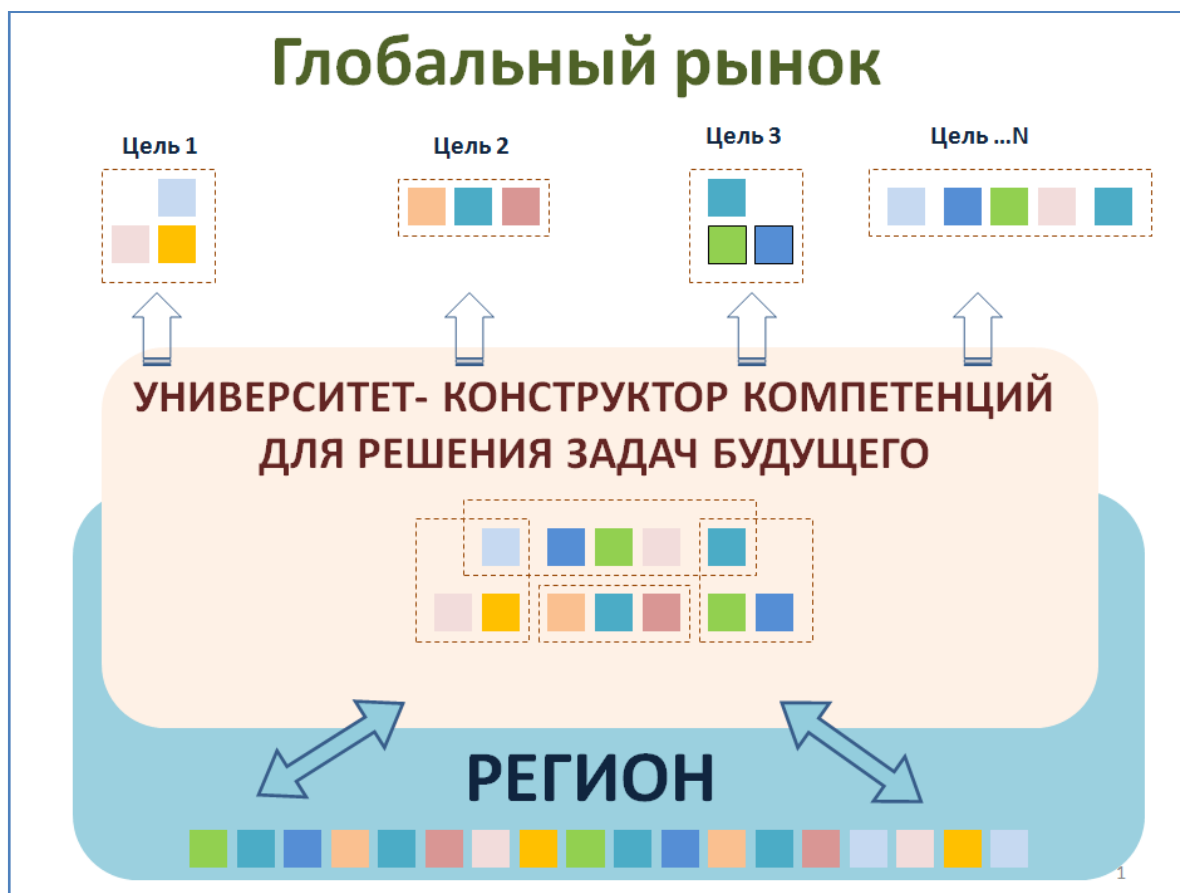 Глобальный рынок
Цель 1
Цель 2
Цель 3
Цель ...N
УНИВЕРСИТЕТ- КОНСТРУКТОР КОМПЕТЕНЦИЙ
ДЛЯ РЕШЕНИЯ ЗАДАЧ БУДУЩЕГО
РЕГИОН
1